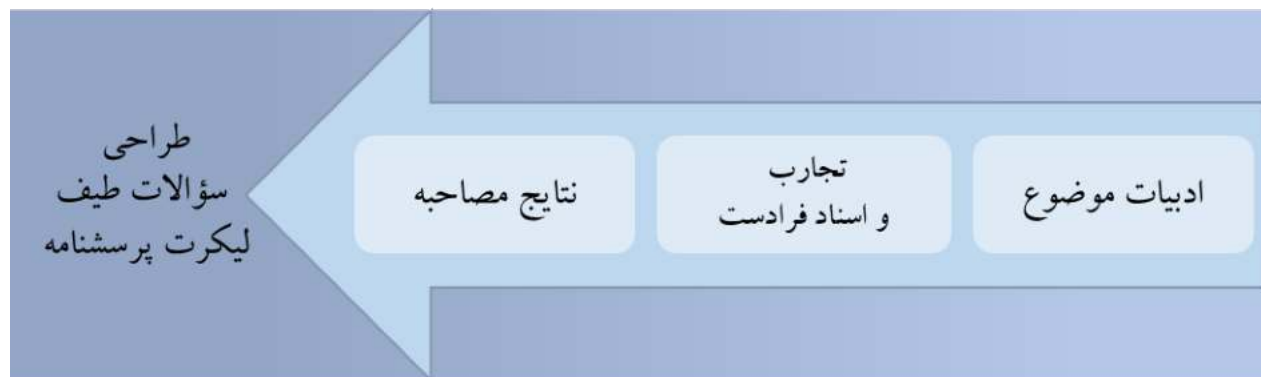 ادبیات موضوع
تجارب
و اسناد فرادست
نتایج مصاحبه
طراحی
سؤالات طیف
لیکرت پرسشنامه